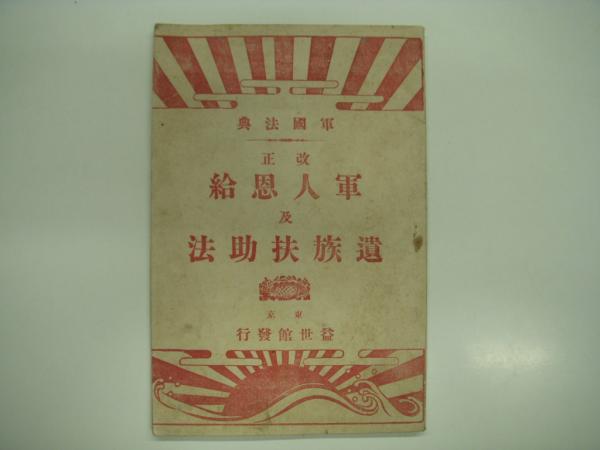 軍國法典
改正
軍人恩給
及
遺族扶助法
東京
益世館發行